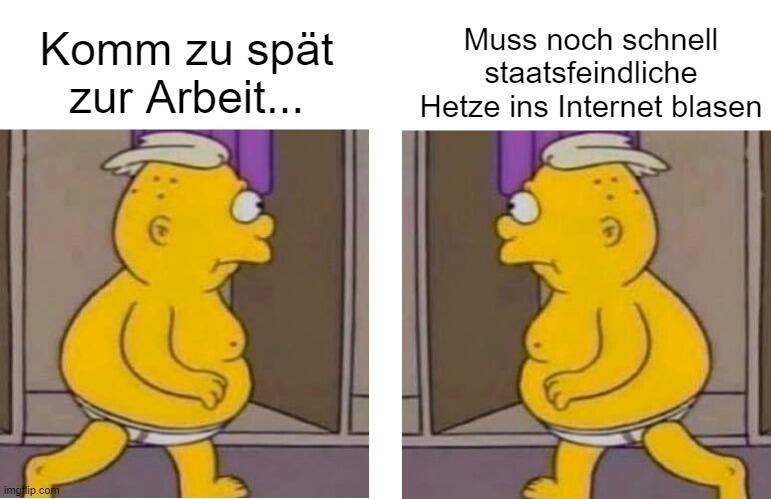 Komm zu spät
zur Arbeit...
Muss noch schnell
staatsfeindliche
Hetze ins Internet blasen
imgflip.com